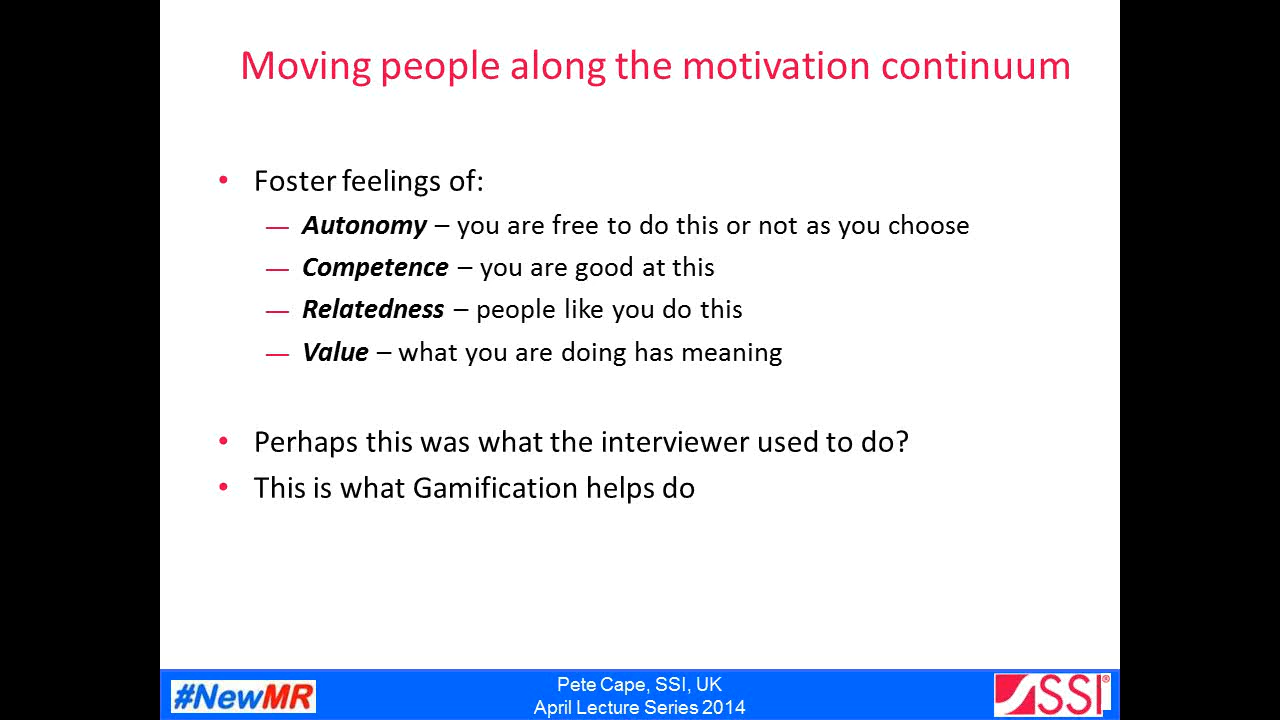 Moving people along the motivation continuum
• Foster feelings of:
— Autonomy – you are free to do this or not as you choose
— Competence – you are good at this
— Relatedness – people like you do this
— Value – what you are doing has meaning
• Perhaps this was what the interviewer used to do?
• This is what Gamification helps do
#NewMR
Pete Cape, SSI, UK
April Lecture Series 2014
SSI®